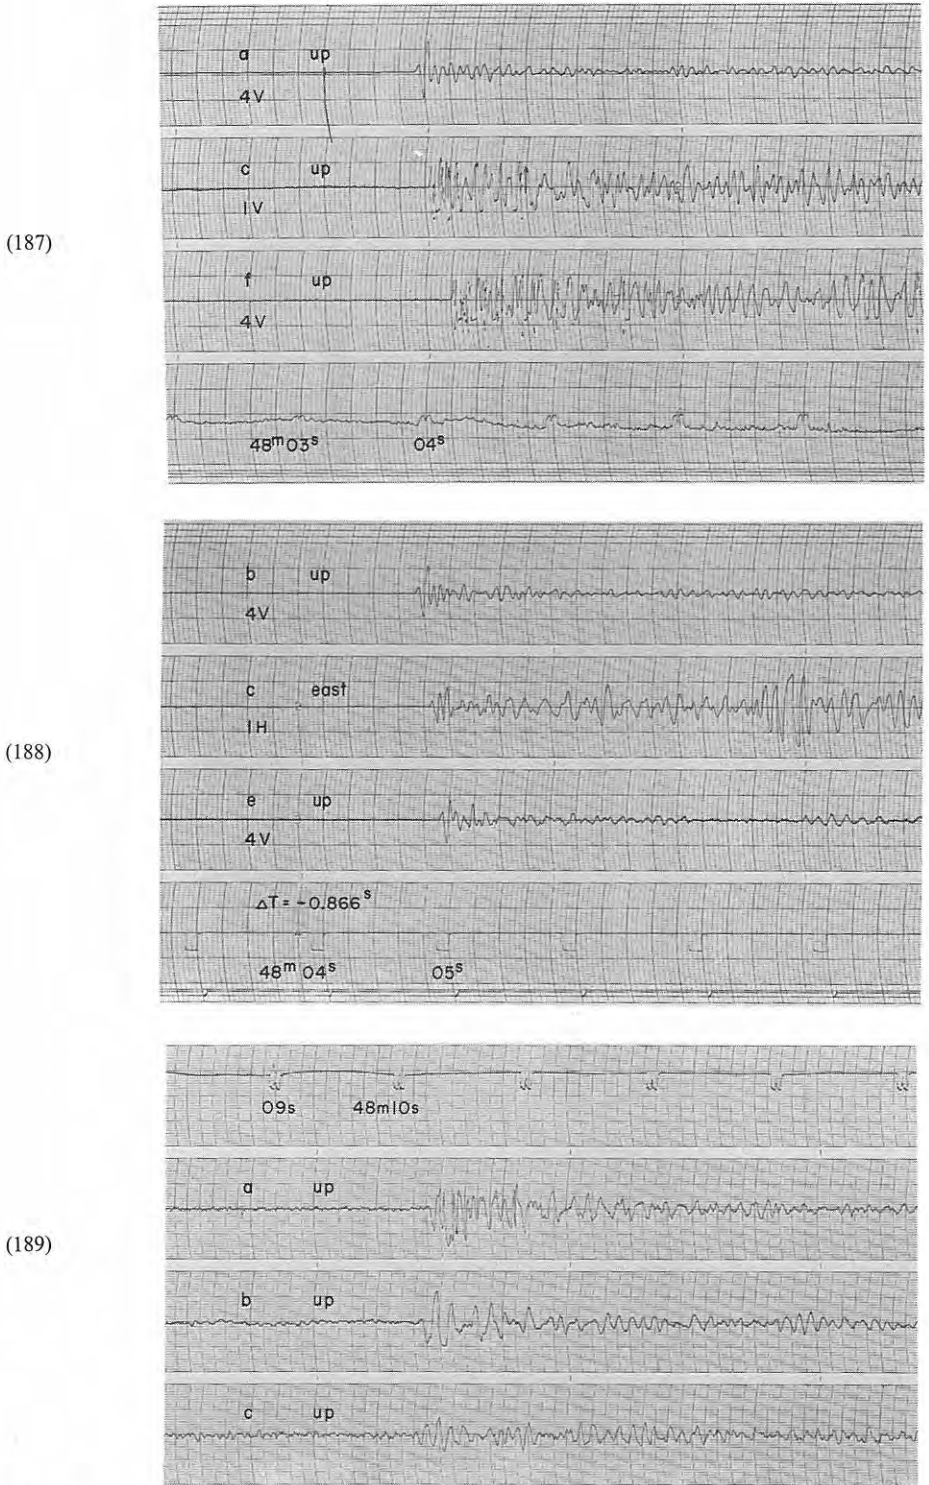 a up
4V
c up
1V
(187)
f up
4V
48m03s 04s
b up
4V
c east
1H
(188)
e up
4V
ΔT = -0.866s
48m 04s 05s
09s 48m10s
a up
(189)
b up
c up